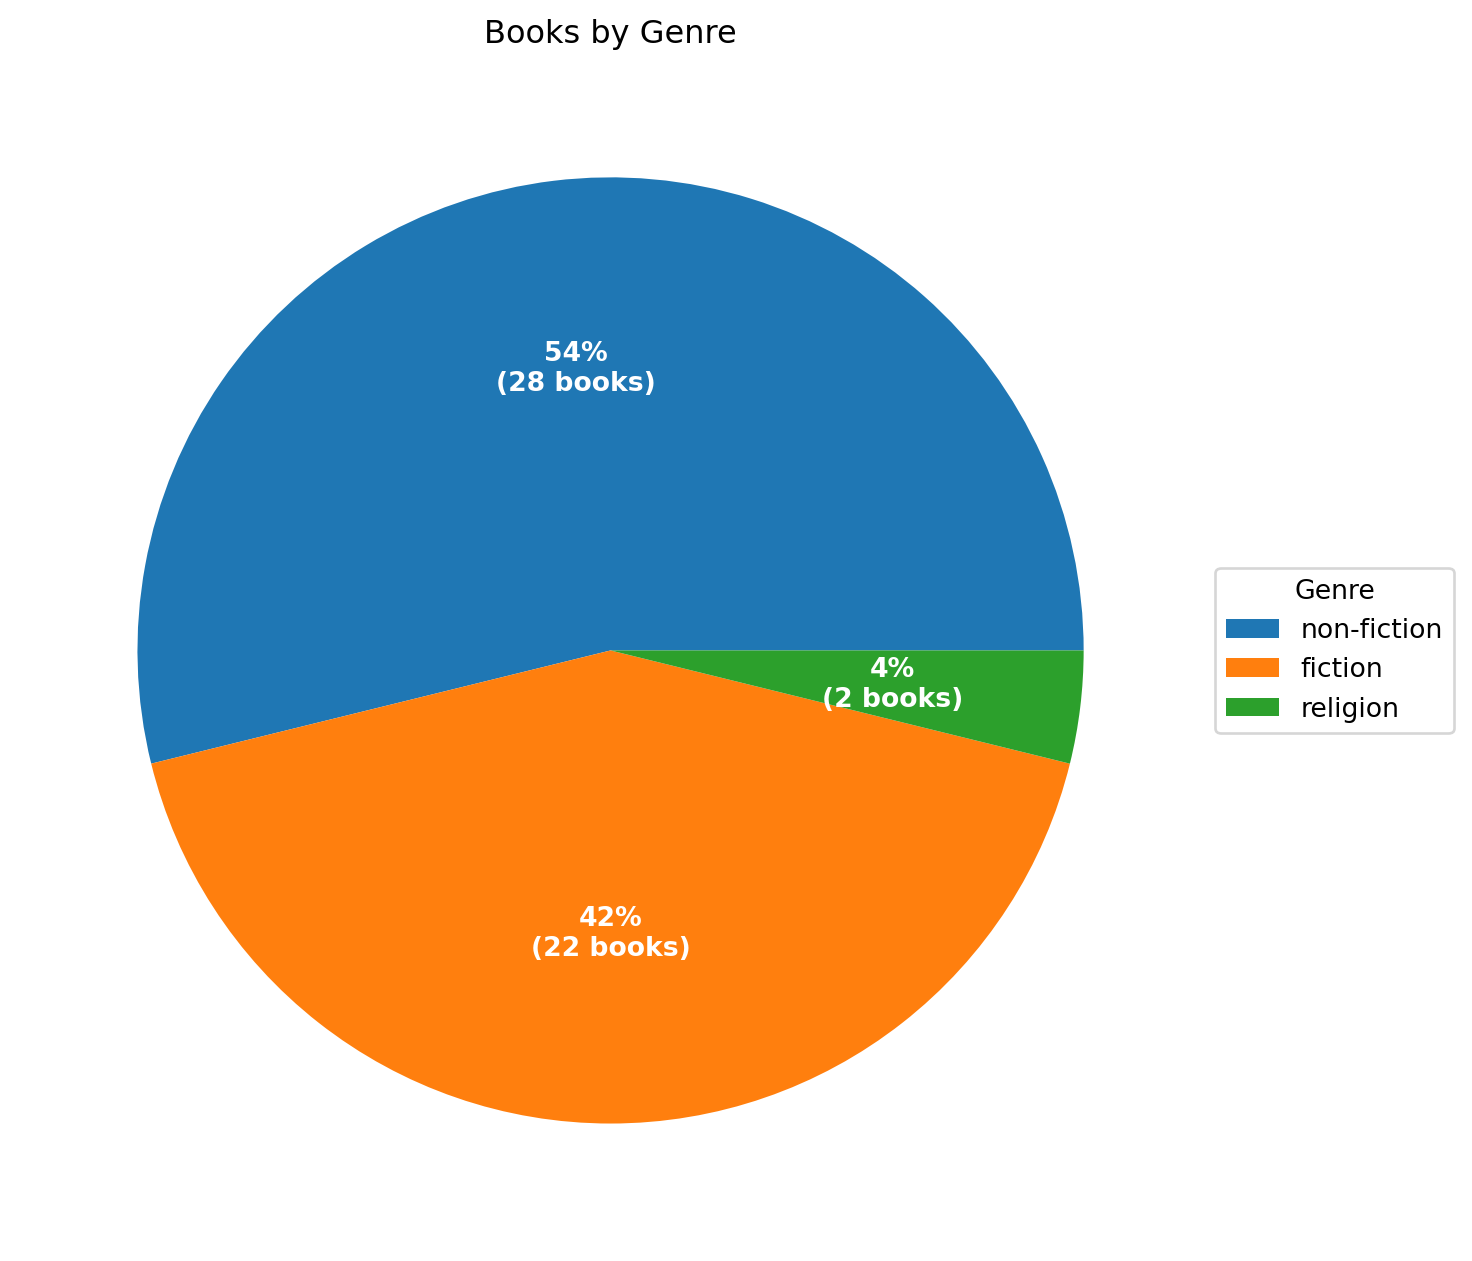 Books by Genre
54%
(28 books)
4%
(2 books)
42%
(22 books)
Genre
non-fiction
fiction
religion